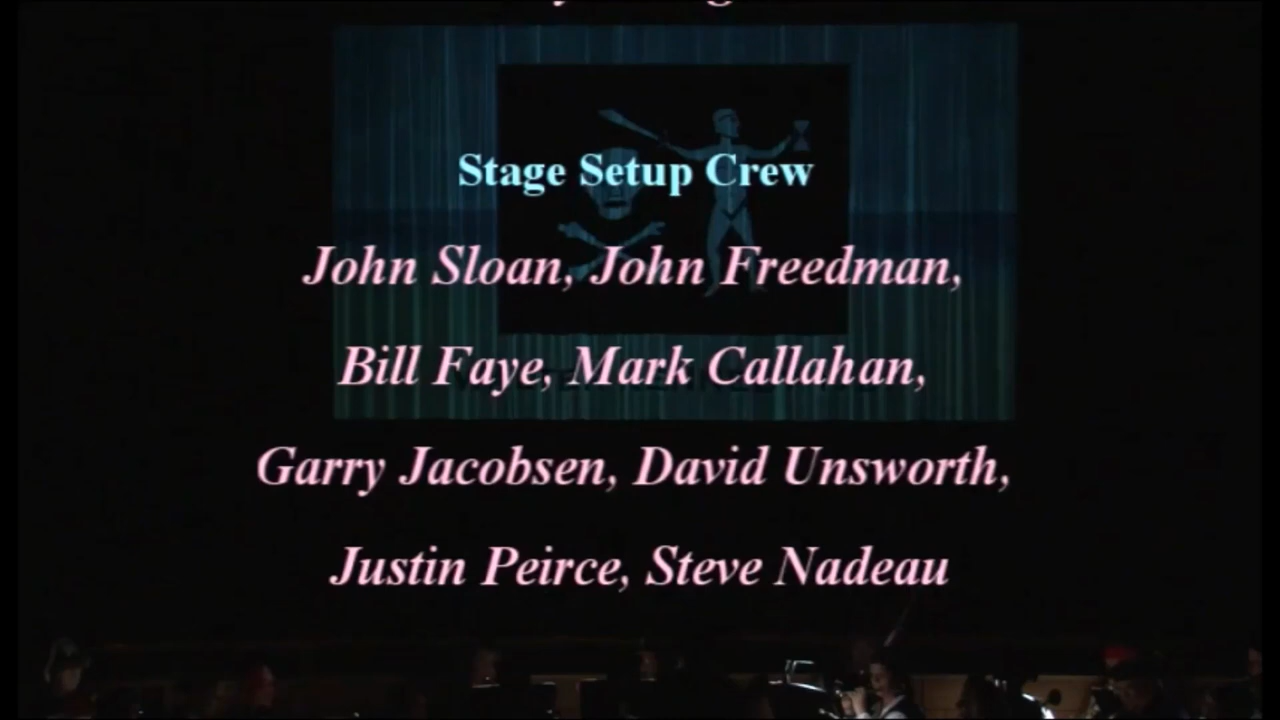 Stage Setup Crew
John Sloan, John Freedman,
Bill Faye, Mark Callahan,
Garry Jacobsen, David Unsworth,
Justin Peirce, Steve Nadeau